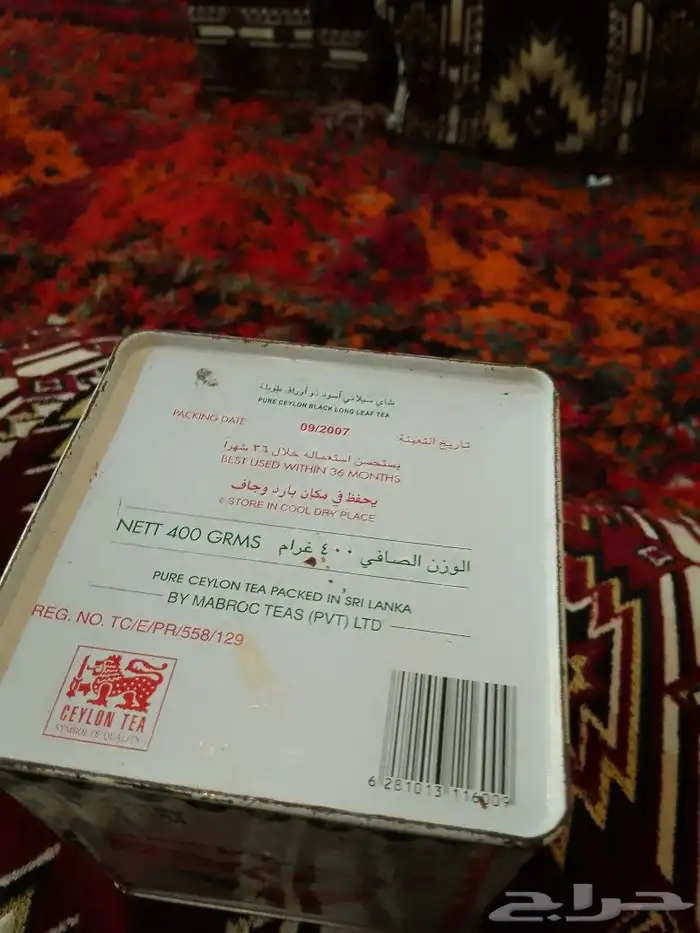 شاي سيلاني أسود ذو أوراق طويلة
PURE CEYLON BLACK LONG LEAF TEA
PACKING DATE 09/2007 تاريخ التعبئة
يستحسن استعماله خلال ٣٦ شهرا
BEST USED WITHIN 36 MONTHS
يحفظ في مكان بارد وجاف
STORE IN COOL DRY PLACE
NETT 400 GRMS الوزن الصافي ٤٠٠ غرام
PURE CEYLON TEA PACKED IN SRI LANKA
BY MABROC TEAS (PVT) LTD
REG. NO. TC/E/PR/558/129
CEYLON TEA
SYMBOL OF QUALITY
6 281013 116009
حراج